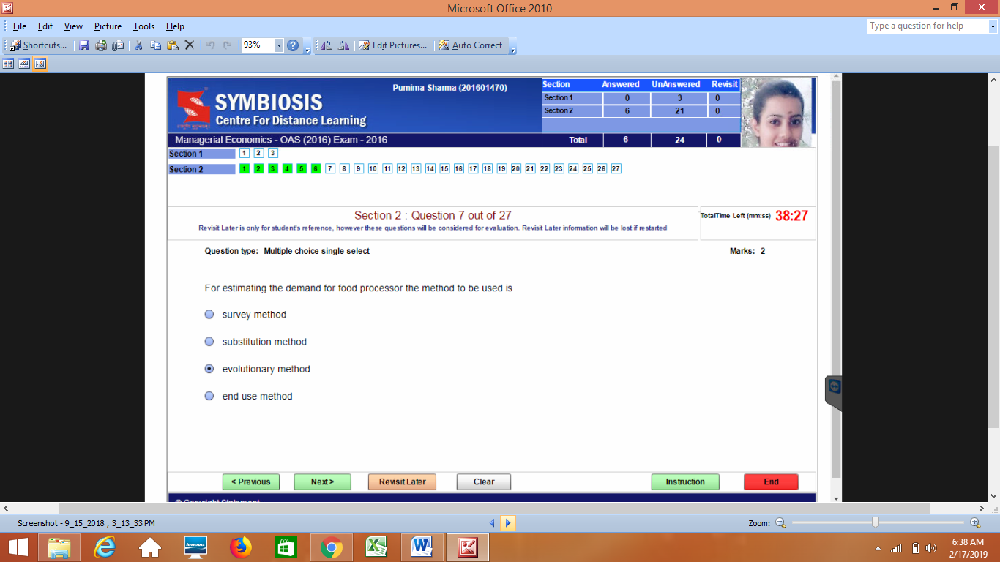 Microsoft Office 2010
File Edit View Picture Tools Help
Type a question for help
Shortcuts... 93% Edit Pictures... Auto Correct
SYMBIOSIS
Centre For Distance Learning
Purnima Sharma (201601470)
Section Answered UnAnswered Revisit
Section 1 0 3 0
Section 2 6 21 0
Managerial Economics - OAS (2016) Exam - 2016
Total 6 24 0
Section 1 1 2 3
Section 2 1 2 3 4 5 6 7 8 9 10 11 12 13 14 15 16 17 18 19 20 21 22 23 24 25 26 27
Section 2 : Question 7 out of 27
Revisit Later is only for student's reference, however these questions will be considered for evaluation. Revisit Later information will be lost if restarted
TotalTime Left (mm:ss) 38:27
Question type: Multiple choice single select Marks: 2
For estimating the demand for food processor the method to be used is
survey method
substitution method
evolutionary method
end use method
< Previous Next > Revisit Later Clear Instruction End
Screenshot - 9_15_2018 , 3_13_33 PM
Zoom:
lenovo
6:38 AM
2/17/2019